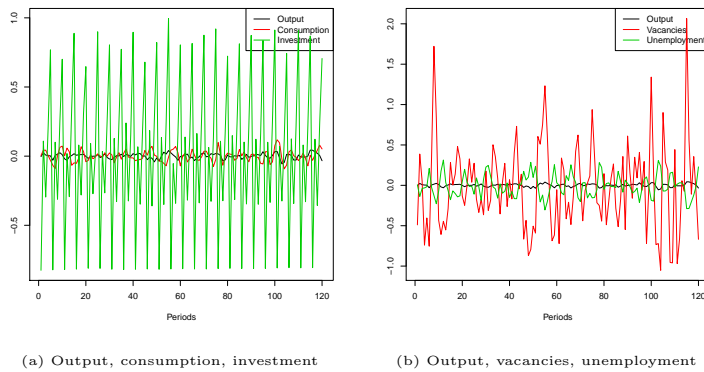 Output
Consumption
Investment
1.0
0.5
0.0
−0.5
0
20
40
60
80
100
120
Periods
(a) Output, consumption, investment
Output
Vacancies
Unemployment
2.0
1.5
1.0
0.5
0.0
−0.5
−1.0
0
20
40
60
80
100
120
Periods
(b) Output, vacancies, unemployment